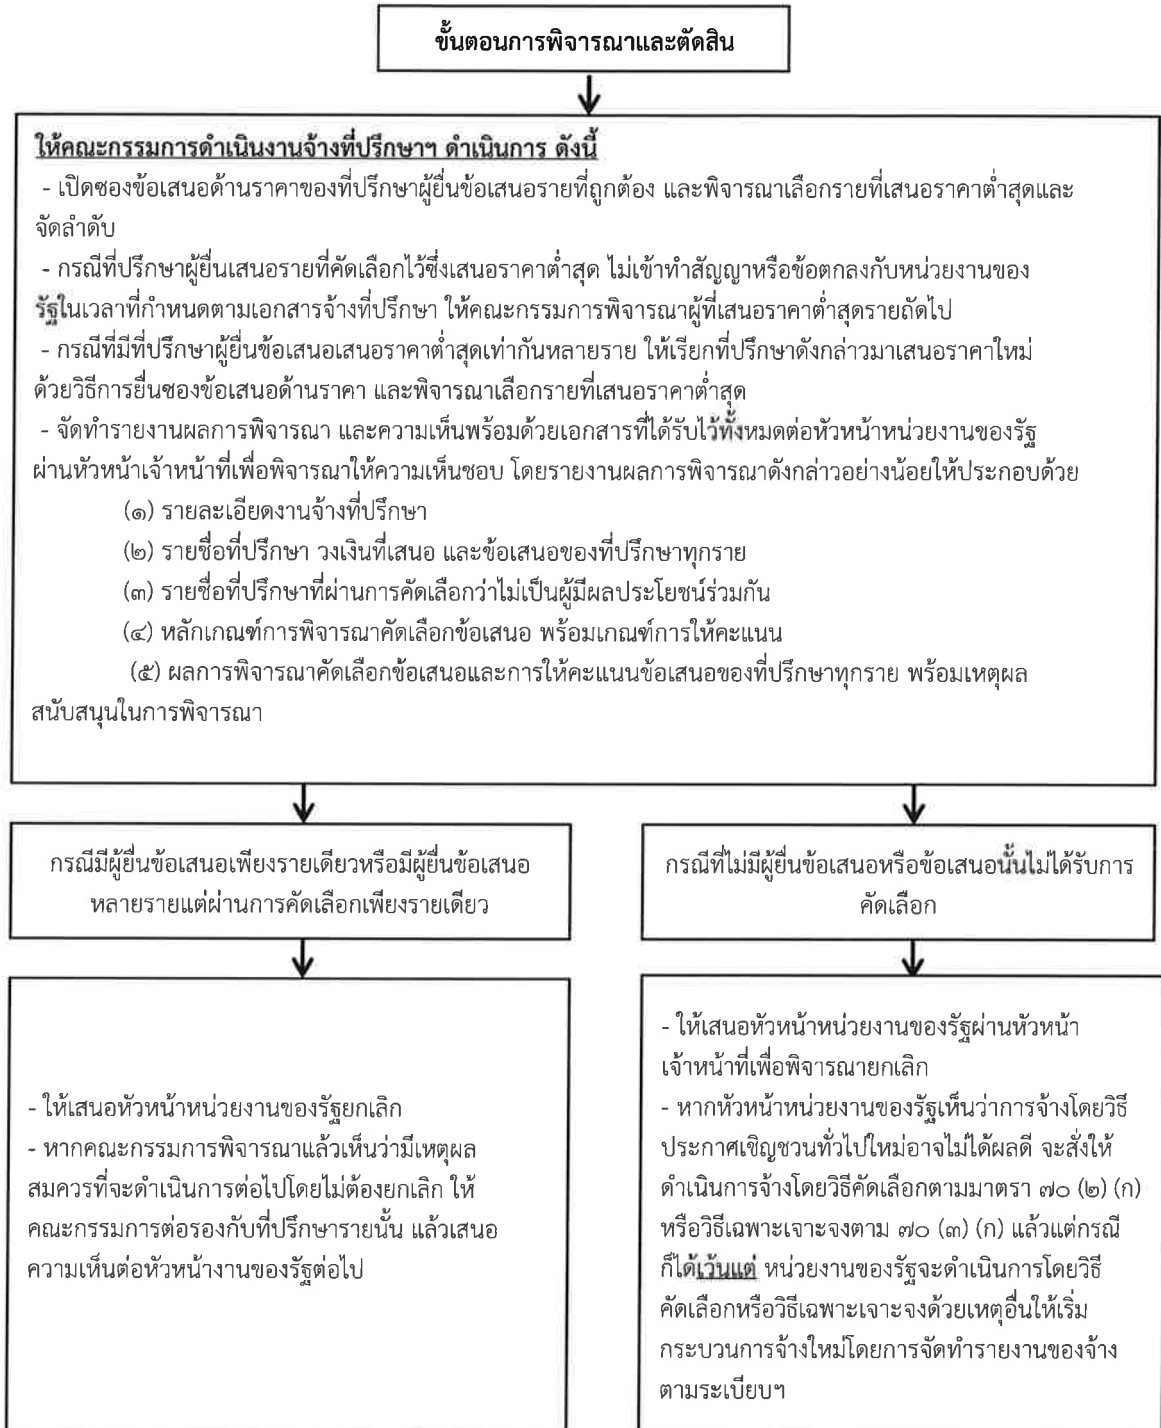 ขั้นตอนการพิจารณาและตัดสิน
ให้คณะกรรมการดำเนินงานจ้างที่ปรึกษาฯ ดำเนินการ ดังนี้
- เปิดซองข้อเสนอด้านราคาของที่ปรึกษาผู้ยื่นข้อเสนอรายที่ถูกต้อง และพิจารณาเลือกรายที่เสนอราคาต่ำสุดและ
จัดลำดับ
- กรณีที่ปรึกษาผู้ยื่นเสนอรายที่คัดเลือกไว้ซึ่งเสนอราคาต่ำสุด ไม่เข้าทำสัญญาหรือข้อตกลงกับหน่วยงานของ
รัฐในเวลาที่กำหนดตามเอกสารจ้างที่ปรึกษา ให้คณะกรรมการพิจารณาผู้ที่เสนอราคาต่ำสุดรายถัดไป
- กรณีที่มีที่ปรึกษาผู้ยื่นข้อเสนอเสนอราคาต่ำสุดเท่ากันหลายราย ให้เรียกที่ปรึกษาดังกล่าวมาเสนอราคาใหม่
ด้วยวิธีการยื่นซองข้อเสนอด้านราคา และพิจารณาเลือกรายที่เสนอราคาต่ำสุด
- จัดทำรายงานผลการพิจารณา และความเห็นพร้อมด้วยเอกสารที่ได้รับไว้ทั้งหมดต่อหัวหน้าหน่วยงานของรัฐ
ผ่านหัวหน้าเจ้าหน้าที่เพื่อพิจารณาให้ความเห็นชอบ โดยรายงานผลการพิจารณาดังกล่าวอย่างน้อยให้ประกอบด้วย
(๑) รายละเอียดงานจ้างที่ปรึกษา
(๒) รายชื่อที่ปรึกษา วงเงินที่เสนอ และข้อเสนอของที่ปรึกษาทุกราย
(๓) รายชื่อที่ปรึกษาที่ผ่านการคัดเลือกว่าไม่เป็นผู้มีผลประโยชน์ร่วมกัน
(๔) หลักเกณฑ์การพิจารณาคัดเลือกข้อเสนอ พร้อมเกณฑ์การให้คะแนน
(๕) ผลการพิจารณาคัดเลือกข้อเสนอและการให้คะแนนข้อเสนอของที่ปรึกษาทุกราย พร้อมเหตุผล
สนับสนุนในการพิจารณา
กรณีมีผู้ยื่นข้อเสนอเพียงรายเดียวหรือมีผู้ยื่นข้อเสนอ
หลายรายแต่ผ่านการคัดเลือกเพียงรายเดียว
- ให้เสนอหัวหน้าหน่วยงานของรัฐยกเลิก
- หากคณะกรรมการพิจารณาแล้วเห็นว่ามีเหตุผล
สมควรที่จะดำเนินการต่อไปโดยไม่ต้องยกเลิก ให้
คณะกรรมการต่อรองกับที่ปรึกษารายนั้น แล้วเสนอ
ความเห็นต่อหัวหน้างานของรัฐต่อไป
กรณีที่ไม่มีผู้ยื่นข้อเสนอหรือข้อเสนอนั้นไม่ได้รับการ
คัดเลือก
- ให้เสนอหัวหน้าหน่วยงานของรัฐผ่านหัวหน้า
เจ้าหน้าที่เพื่อพิจารณายกเลิก
- หากหัวหน้าหน่วยงานของรัฐเห็นว่าการจ้างโดยวิธี
ประกาศเชิญชวนทั่วไปใหม่อาจไม่ได้ผลดี จะสั่งให้
ดำเนินการจ้างโดยวิธีคัดเลือกตามมาตรา ๗๐ (๒) (ก)
หรือวิธีเฉพาะเจาะจงตาม ๗๐ (๓) (ก) แล้วแต่กรณี
ก็ได้เว้นแต่ หน่วยงานของรัฐจะดำเนินการโดยวิธี
คัดเลือกหรือวิธีเฉพาะเจาะจงด้วยเหตุอื่นให้เริ่ม
กระบวนการจ้างใหม่โดยการจัดทำรายงานของจ้าง
ตามระเบียบฯ